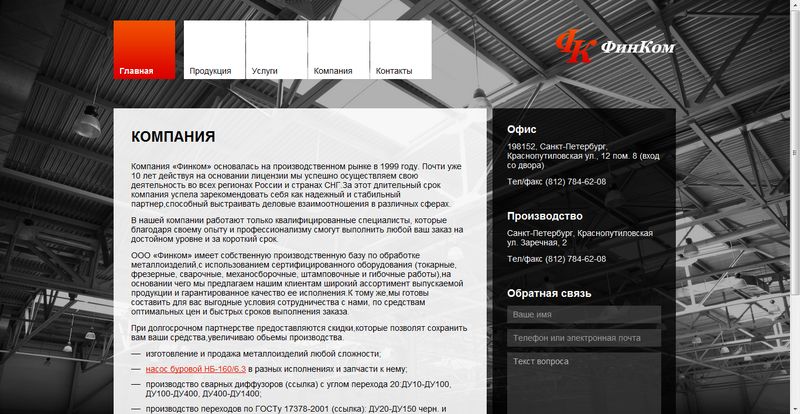 Главная
Продукция
Услуги
Компания
Контакты
ФК ФинКом
КОМПАНИЯ
Компания «Финком» основалась на производственном рынке в 1999 году. Почти уже
10 лет действуя на основании лицензии мы успешно осуществляем свою
деятельность во всех регионах России и странах СНГ.За этот длительный срок
компания успела зарекомендовать себя как надежный и стабильный
партнер,способный выстраивать деловые взаимоотношения в различных сферах.
В нашей компании работают только квалифицированные специалисты, которые
благодаря своему опыту и профессионализму смогут выполнить любой ваш заказ на
достойном уровне и за короткий срок.
ООО «Финком» имеет собственную производственную базу по обработке
металлоизделий,с использованием сертифицированного оборудования (токарные,
фрезерные, сварочные, механосборочные, штамповочные и гибочные работы),на
основании чего мы предлагаем нашим клиентам широкий ассортимент выпускаемой
продукции и гарантированное качество ее исполнения.К тому же,мы готовы
составить для вас выгодные условия сотрудничества с нами, по средствам
оптимальных цен и быстрых сроков выполнения заказа.
При долгосрочном партнерстве предоставляются скидки,которые позволят сохранить
вам ваши средства,увеличиваю объемы производства.
— изготовление и продажа металлоизделий любой сложности;
— насос буровой НБ-160/6.3 в разных исполнениях и запчасти к нему;
— производство сварных диффузоров (ссылка) с углом перехода 20:ДУ10-ДУ100,
ДУ100-ДУ400, ДУ400-ДУ1400;
— производство переходов по ГОСТу 17378-2001 (ссылка): ДУ20-ДУ150 черн. и
Офис
198152, Санкт-Петербург,
Краснопутиловская ул., 12 пом. 8 (вход
со двора)
Тел/факс (812) 784-62-08
Производство
Санкт-Петербург, Краснопутиловская
ул. Заречная, 2
Тел/факс (812) 784-62-08
Обратная связь
Ваше имя
Телефон или электронная почта
Текст вопроса